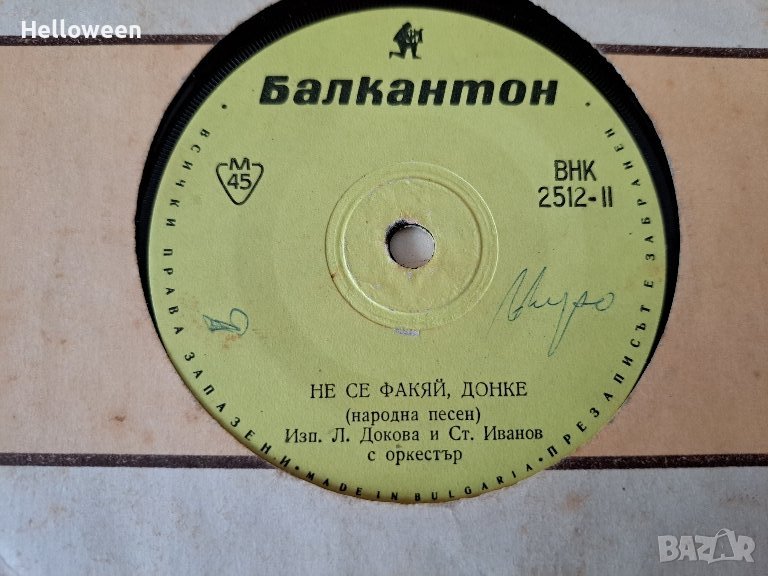 Helloween
Балкантон
М
45
ВНК
2512-II
НЕ СЕ ФАКЯЙ, ДОНКЕ
(народна песен)
Изп. Л. Докова и Ст. Иванов
с оркестър
• ВСИЧКИ ПРАВА ЗАПАЗЕНИ • MADE IN BULGARIA • ПРЕЗАПИСЪТ Е ЗАБРАНЕН •
BAZAR